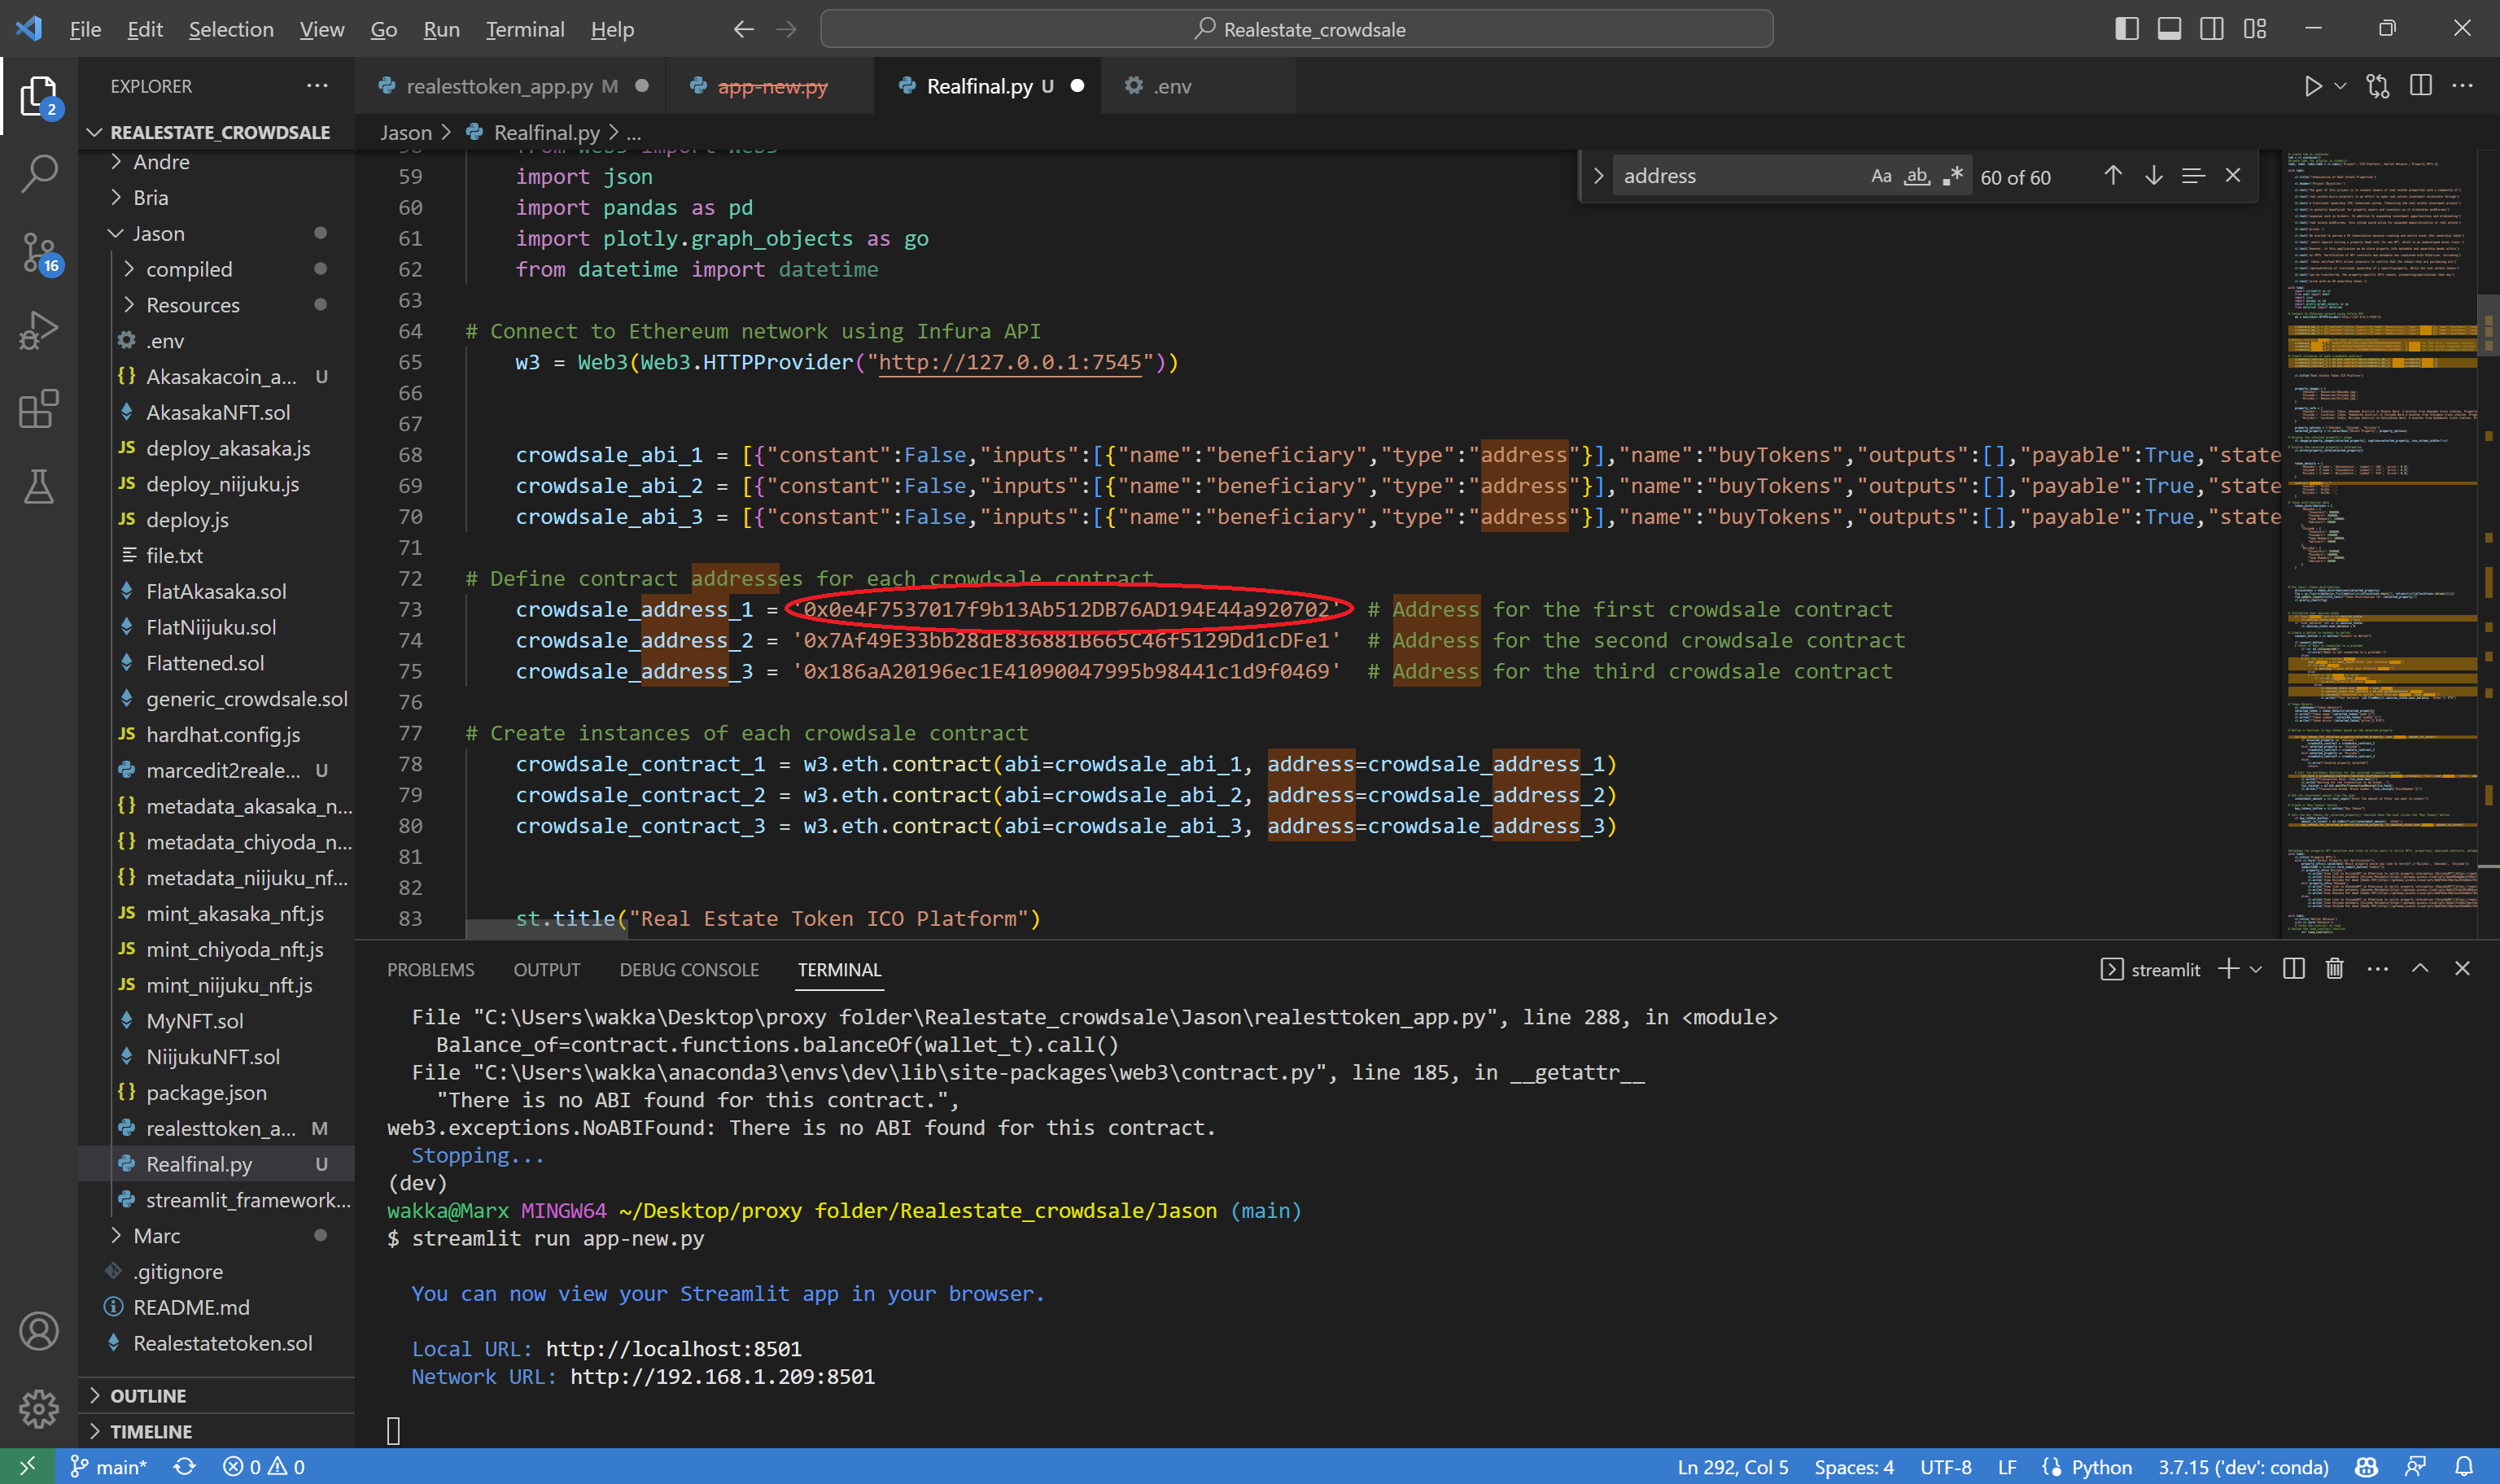 File Edit Selection View Go Run Terminal Help
Realestate_crowdsale
EXPLORER
realesttoken_app.py M
app-new.py
Realfinal.py U
.env
REALESTATE_CROWDSALE
Jason > Realfinal.py > ...
address
Aa ab 60 of 60
Andre
Bria
Jason
compiled
Resources
.env
Akasakacoin_a... U
AkasakaNFT.sol
JS deploy_akasaka.js
JS deploy_niijuku.js
JS deploy.js
file.txt
FlatAkasaka.sol
FlatNiijuku.sol
Flattened.sol
generic_crowdsale.sol
JS hardhat.config.js
marcedit2reale... U
{} metadata_akasaka_n...
{} metadata_chiyoda_n...
{} metadata_niijuku_nf...
JS mint_akasaka_nft.js
JS mint_chiyoda_nft.js
JS mint_niijuku_nft.js
MyNFT.sol
NiijukuNFT.sol
{} package.json
realesttoken_a... M
Realfinal.py U
streamlit_framework...
Marc
.gitignore
README.md
Realestatetoken.sol
OUTLINE
TIMELINE
2
16
58 from web3 import Web3
59 import json
60 import pandas as pd
61 import plotly.graph_objects as go
62 from datetime import datetime
63
64 # Connect to Ethereum network using Infura API
65 w3 = Web3(Web3.HTTPProvider("http://127.0.0.1:7545"))
66
67
68 crowdsale_abi_1 = [{"constant":False,"inputs":[{"name":"beneficiary","type":"address"}],"name":"buyTokens","outputs":[],"payable":True,"state
69 crowdsale_abi_2 = [{"constant":False,"inputs":[{"name":"beneficiary","type":"address"}],"name":"buyTokens","outputs":[],"payable":True,"state
70 crowdsale_abi_3 = [{"constant":False,"inputs":[{"name":"beneficiary","type":"address"}],"name":"buyTokens","outputs":[],"payable":True,"state
71
72 # Define contract addresses for each crowdsale contract
73 crowdsale_address_1 = '0x0e4F7537017f9b13Ab512DB76AD194E44a920702' # Address for the first crowdsale contract
74 crowdsale_address_2 = '0x7Af49E33bb28dE836881B665C46f5129Dd1cDFe1' # Address for the second crowdsale contract
75 crowdsale_address_3 = '0x186aA20196ec1E41090047995b98441c1d9f0469' # Address for the third crowdsale contract
76
77 # Create instances of each crowdsale contract
78 crowdsale_contract_1 = w3.eth.contract(abi=crowdsale_abi_1, address=crowdsale_address_1)
79 crowdsale_contract_2 = w3.eth.contract(abi=crowdsale_abi_2, address=crowdsale_address_2)
80 crowdsale_contract_3 = w3.eth.contract(abi=crowdsale_abi_3, address=crowdsale_address_3)
81
82
83 st.title("Real Estate Token ICO Platform")
PROBLEMS OUTPUT DEBUG CONSOLE TERMINAL
streamlit
File "C:\Users\wakka\Desktop\proxy folder\Realestate_crowdsale\Jason\realesttoken_app.py", line 288, in <module>
Balance_of=contract.functions.balanceOf(wallet_t).call()
File "C:\Users\wakka\anaconda3\envs\dev\lib\site-packages\web3\contract.py", line 185, in __getattr__
"There is no ABI found for this contract.",
web3.exceptions.NoABIFound: There is no ABI found for this contract.
Stopping...
(dev)
wakka@Marx MINGW64 ~/Desktop/proxy folder/Realestate_crowdsale/Jason (main)
$ streamlit run app-new.py
You can now view your Streamlit app in your browser.
Local URL: http://localhost:8501
Network URL: http://192.168.1.209:8501
main* 0 0
Ln 292, Col 5 Spaces: 4 UTF-8 LF Python 3.7.15 ('dev': conda)